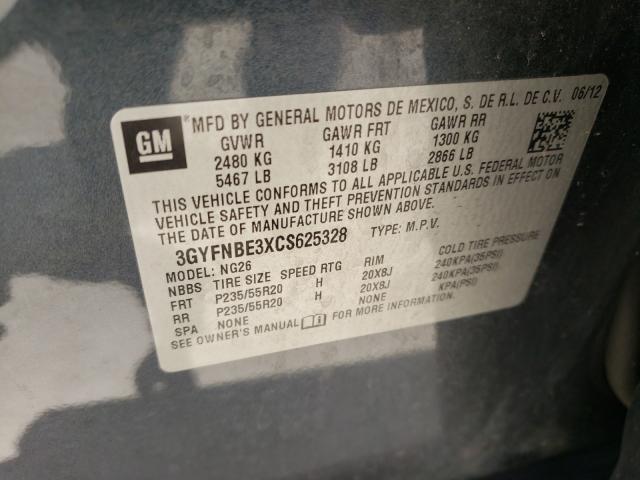 GM
*MFD BY GENERAL MOTORS DE MEXICO, S. DE R.L. DE C.V. 06/12
GVWR GAWR FRT GAWR RR
2480 KG 1410 KG 1300 KG
5467 LB 3108 LB 2866 LB
THIS VEHICLE CONFORMS TO ALL APPLICABLE U.S. FEDERAL MOTOR
VEHICLE SAFETY AND THEFT PREVENTION STANDARDS IN EFFECT ON
THE DATE OF MANUFACTURE SHOWN ABOVE.
3GYFNBE3XCS625328 TYPE: M.P.V.
MODEL: NG26
NBBS TIRE SIZE SPEED RTG RIM COLD TIRE PRESSURE
FRT P235/55R20 H 20X8J 240KPA(35PSI)
RR P235/55R20 H 20X8J 240KPA(35PSI)
SPA NONE NONE KPA(PSI)
SEE OWNER'S MANUAL FOR MORE INFORMATION.